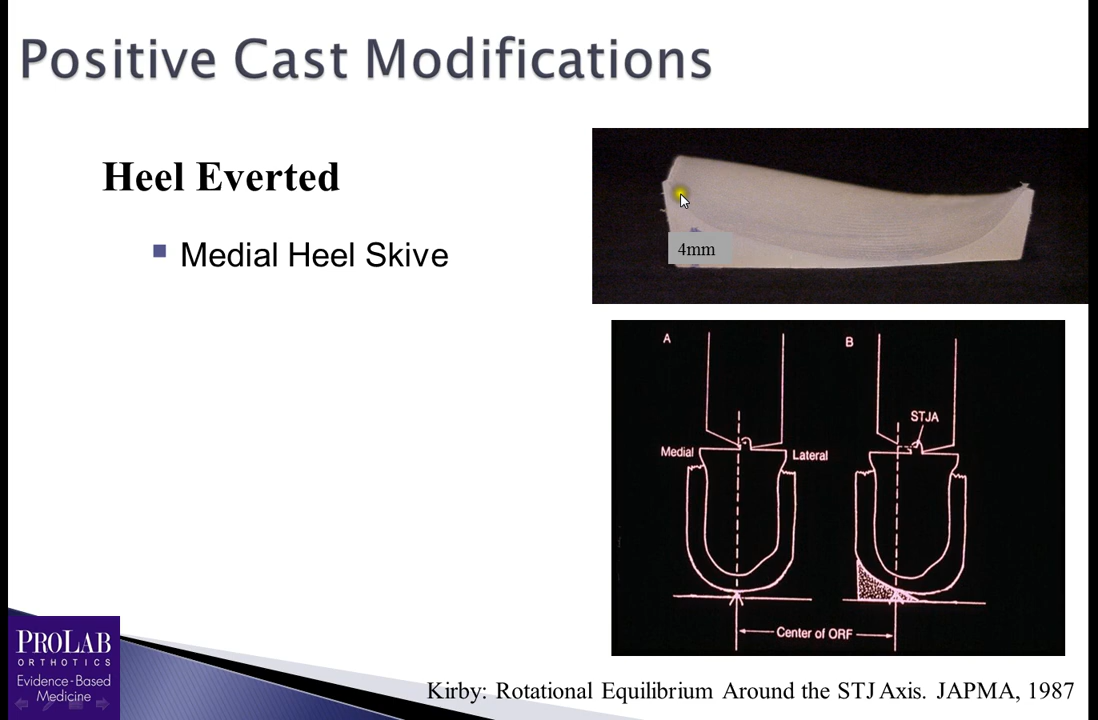 Positive Cast Modifications
Heel Everted
Medial Heel Skive
4mm
A
B
STJA
Medial
Lateral
Center of ORF
PROLAB
ORTHOTICS
Evidence-Based
Medicine
Kirby: Rotational Equilibrium Around the STJ Axis. JAPMA, 1987